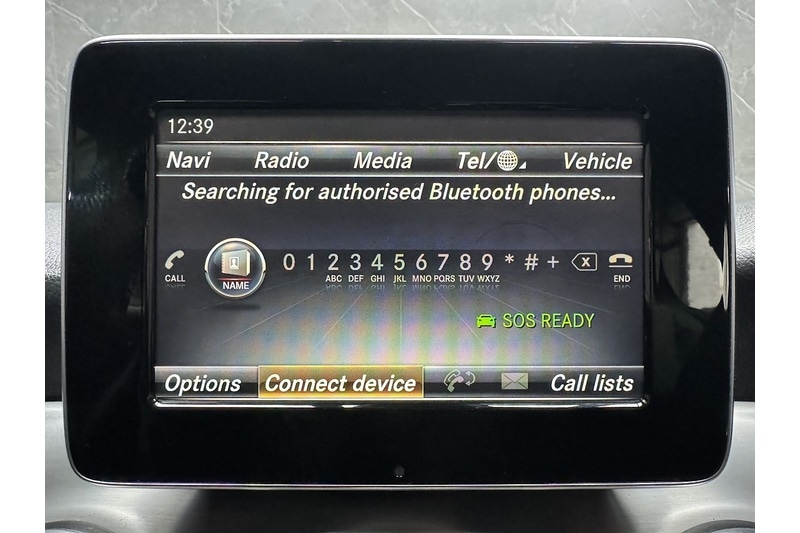 12:39
Navi Radio Media Tel/ Vehicle
Searching for authorised Bluetooth phones...
0 1 2 3 4 5 6 7 8 9 * # +
CALL NAME ABC DEF GHI JKL MNO PQRS TUV WXYZ X END
SOS READY
Options Connect device Call lists